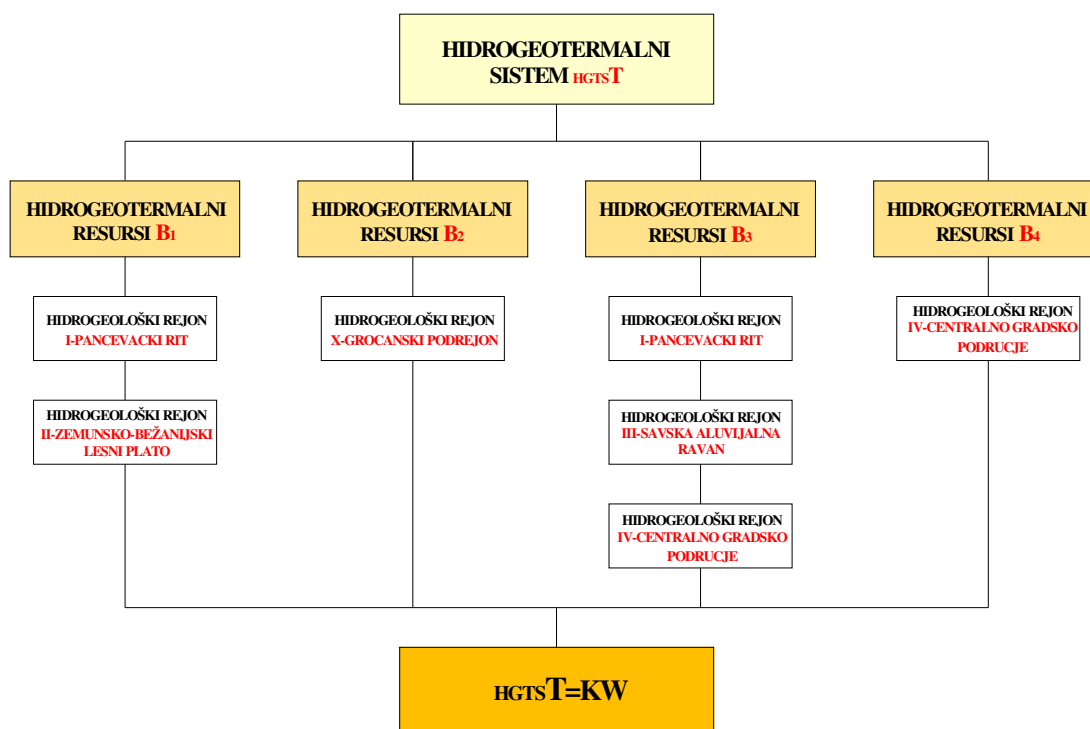 HIDROGEOTERMALNI
SISTEM HGTST
HIDROGEOTERMALNI
RESURSI B1
HIDROGEOTERMALNI
RESURSI B2
HIDROGEOTERMALNI
RESURSI B3
HIDROGEOTERMALNI
RESURSI B4
HIDROGEOLOŠKI REJON
I-PANCEVACKI RIT
HIDROGEOLOŠKI REJON
X-GROCANSKI PODREJON
HIDROGEOLOŠKI REJON
I-PANCEVACKI RIT
HIDROGEOLOŠKI REJON
IV-CENTRALNO GRADSKO
PODRUCJE
HIDROGEOLOŠKI REJON
II-ZEMUNSKO-BEŽANIJSKI
LESNI PLATO
HIDROGEOLOŠKI REJON
III-SAVSKA ALUVIJALNA
RAVAN
HIDROGEOLOŠKI REJON
IV-CENTRALNO GRADSKO
PODRUCJE
HGTST=KW